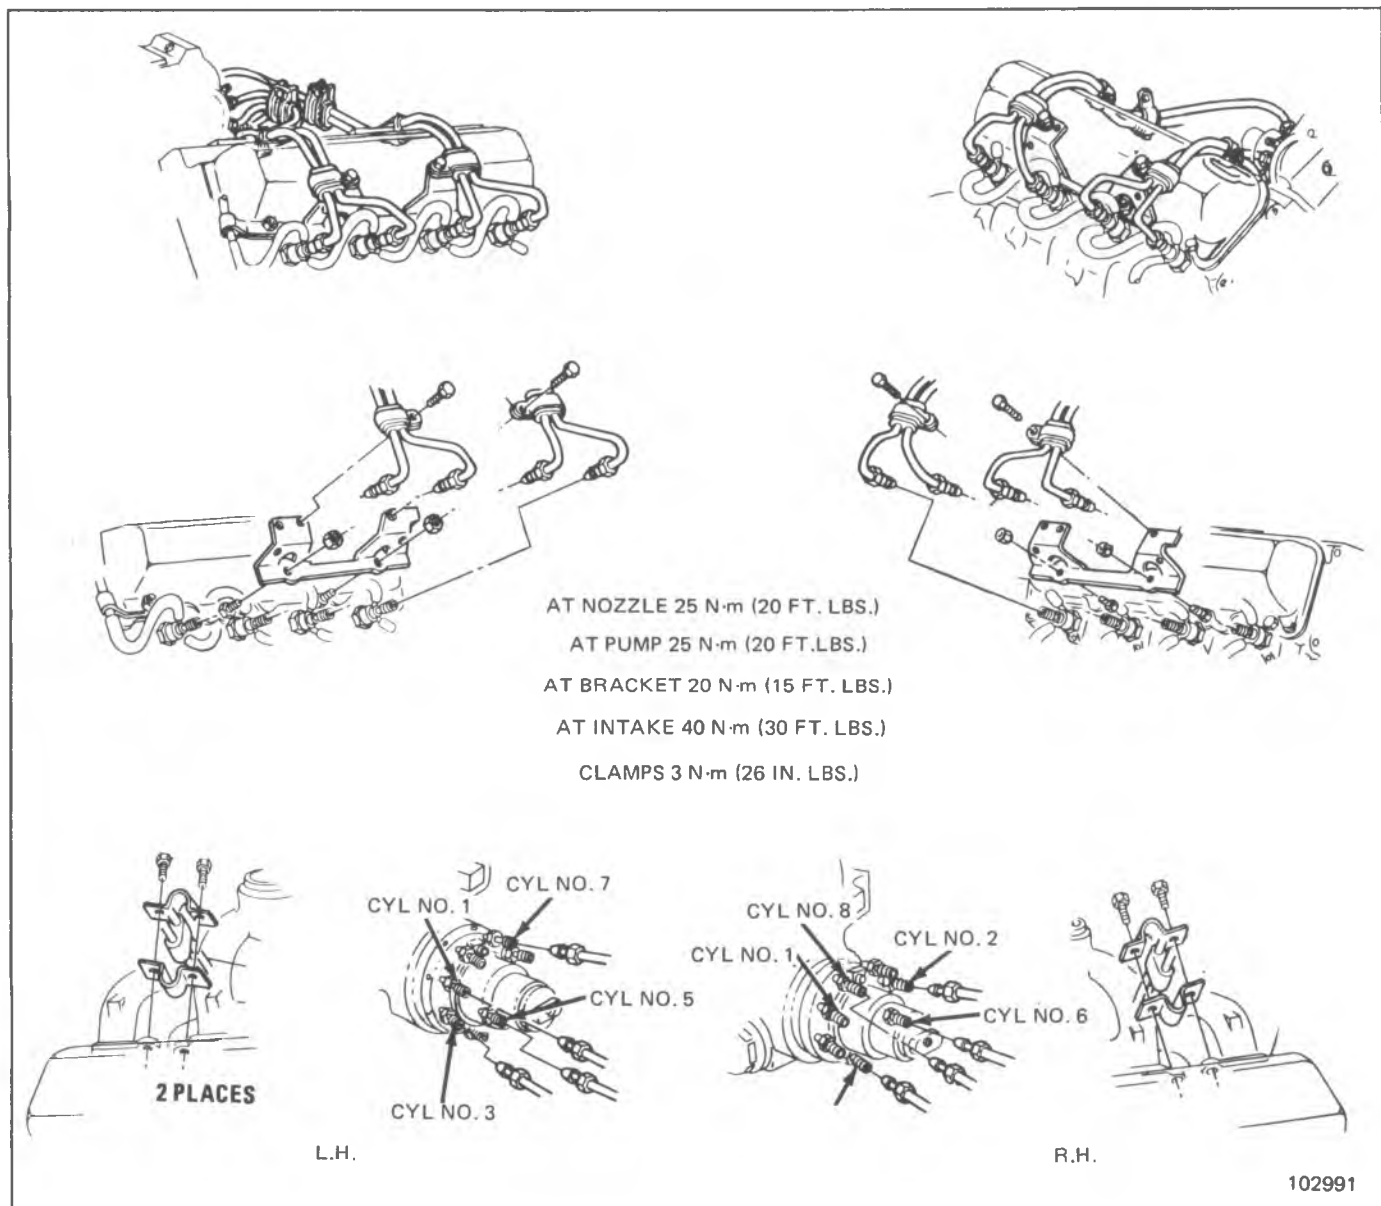 AT NOZZLE 25 N·m (20 FT. LBS.)
AT PUMP 25 N·m (20 FT.LBS.)
AT BRACKET 20 N·m (15 FT. LBS.)
AT INTAKE 40 N·m (30 FT. LBS.)
CLAMPS 3 N·m (26 IN. LBS.)
CYL NO. 7
CYL NO. 1
CYL NO. 5
CYL NO. 3
2 PLACES
L.H.
CYL NO. 8
CYL NO. 2
CYL NO. 1
CYL NO. 6
R.H.
102991